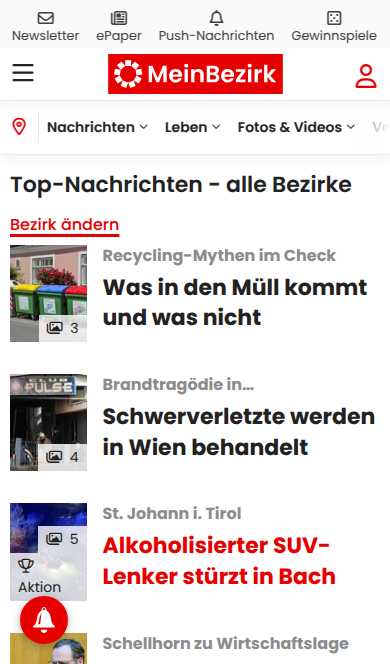 Newsletter ePaper Push-Nachrichten Gewinnspiele
MeinBezirk
Nachrichten Leben Fotos & Videos
Top-Nachrichten - alle Bezirke
Bezirk ändern
Recycling-Mythen im Check
Was in den Müll kommt
und was nicht
3
Brandtragödie in...
PULSE
Schwerverletzte werden
in Wien behandelt
4
St. Johann i. Tirol
5
Alkoholisierter SUV-
Lenker stürzt in Bach
Aktion
Schellhorn zu Wirtschaftslage